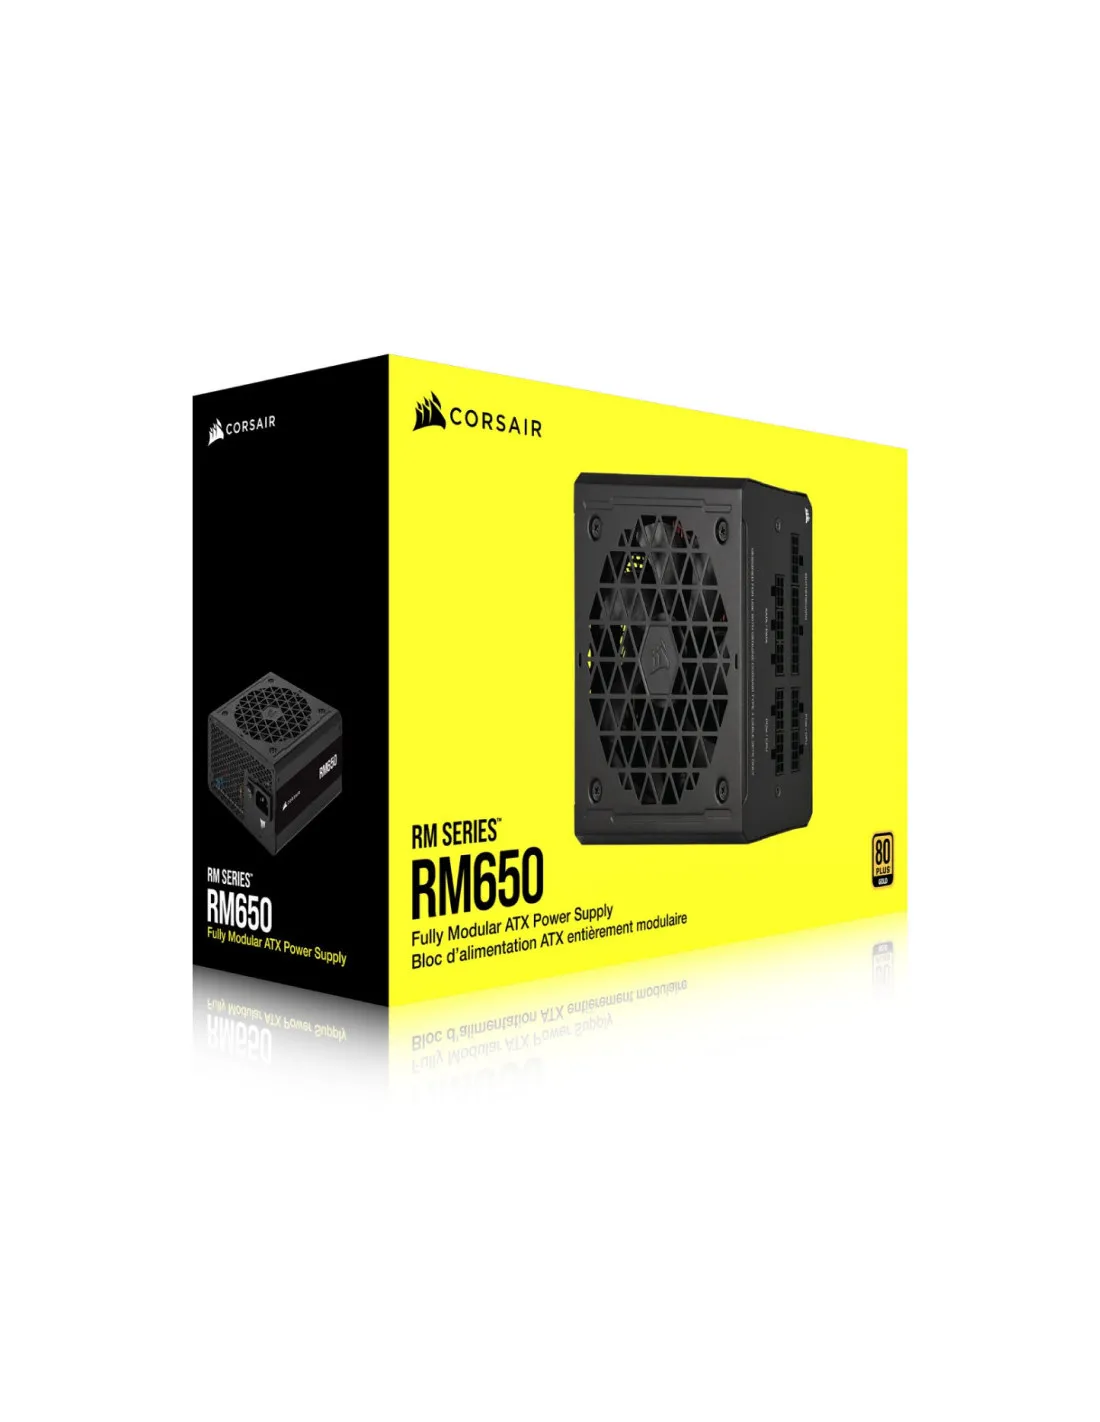 CORSAIR
RM650
CORSAIR
RM SERIES™
RM650
Fully Modular ATX Power Supply
CORSAIR
RM SERIES™
RM650
Fully Modular ATX Power Supply
Bloc d'alimentation ATX entièrement modulaire
80
PLUS
GOLD